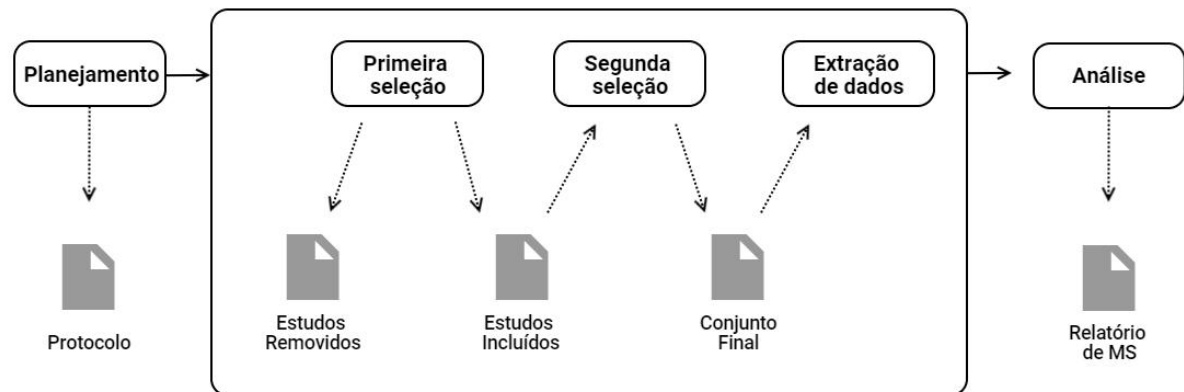 Planejamento
Primeira
seleção
Segunda
seleção
Extração
de dados
Análise
Protocolo
Estudos
Removidos
Estudos
Incluídos
Conjunto
Final
Relatório
de MS